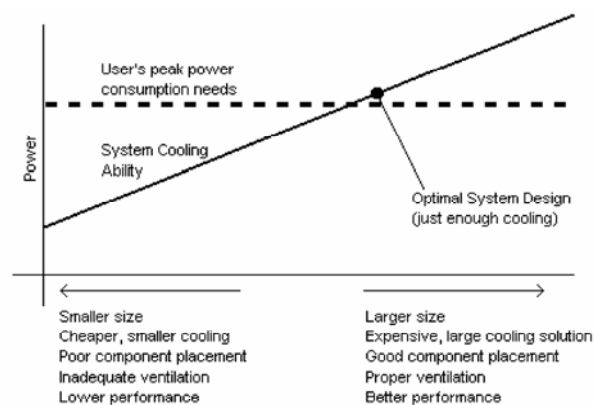 User's peak power
consumption needs
System Cooling
Ability
Power
Optimal System Design
(just enough cooling)
Smaller size
Cheaper, smaller cooling
Poor component placement
Inadequate ventilation
Lower performance
Larger size
Expensive, large cooling solution
Good component placement
Proper ventilation
Better performance